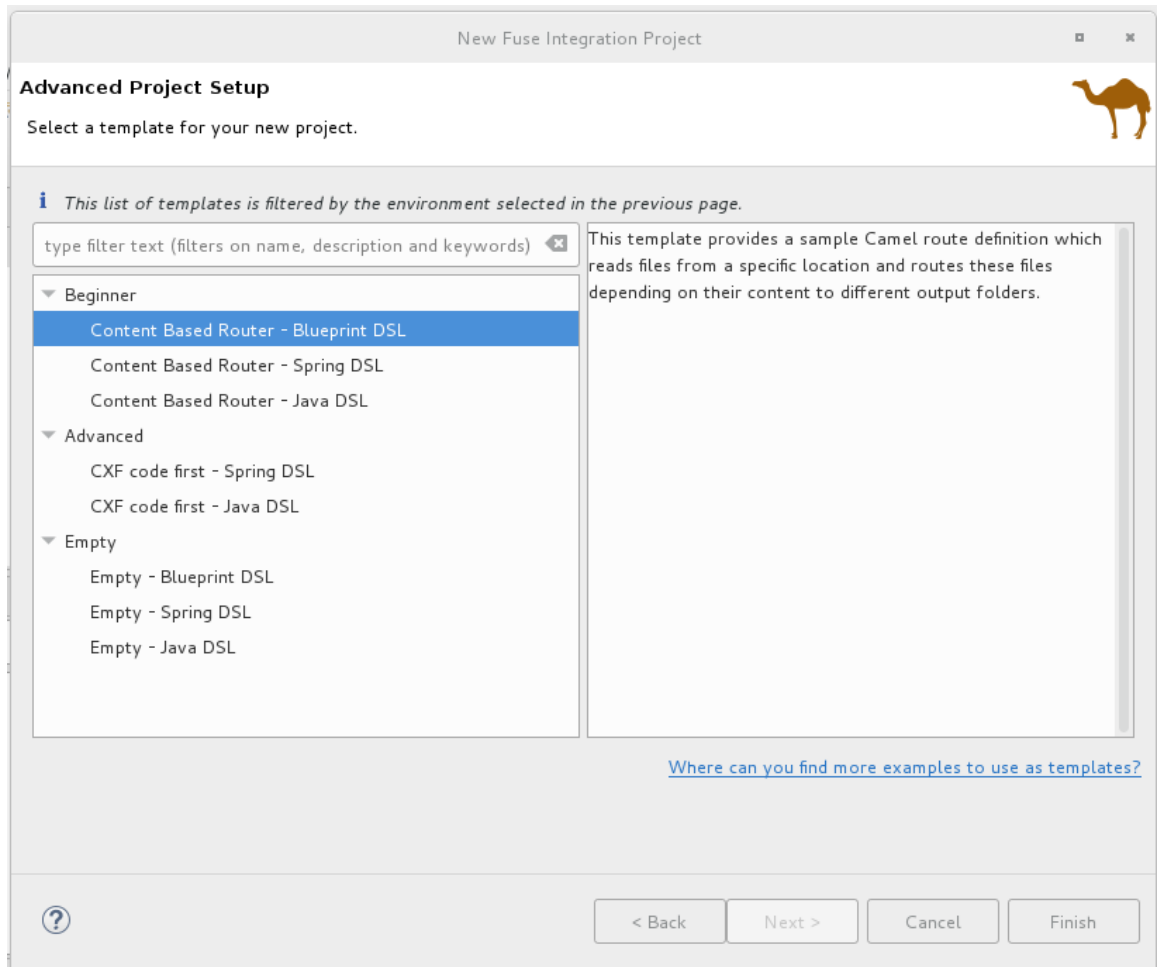 New Fuse Integration Project
Advanced Project Setup
Select a template for your new project.
i This list of templates is filtered by the environment selected in the previous page.
type filter text (filters on name, description and keywords)
Beginner
Content Based Router - Blueprint DSL
Content Based Router - Spring DSL
Content Based Router - Java DSL
Advanced
CXF code first - Spring DSL
CXF code first - Java DSL
Empty
Empty - Blueprint DSL
Empty - Spring DSL
Empty - Java DSL
This template provides a sample Camel route definition which
reads files from a specific location and routes these files
depending on their content to different output folders.
Where can you find more examples to use as templates?
?
< Back
Next >
Cancel
Finish